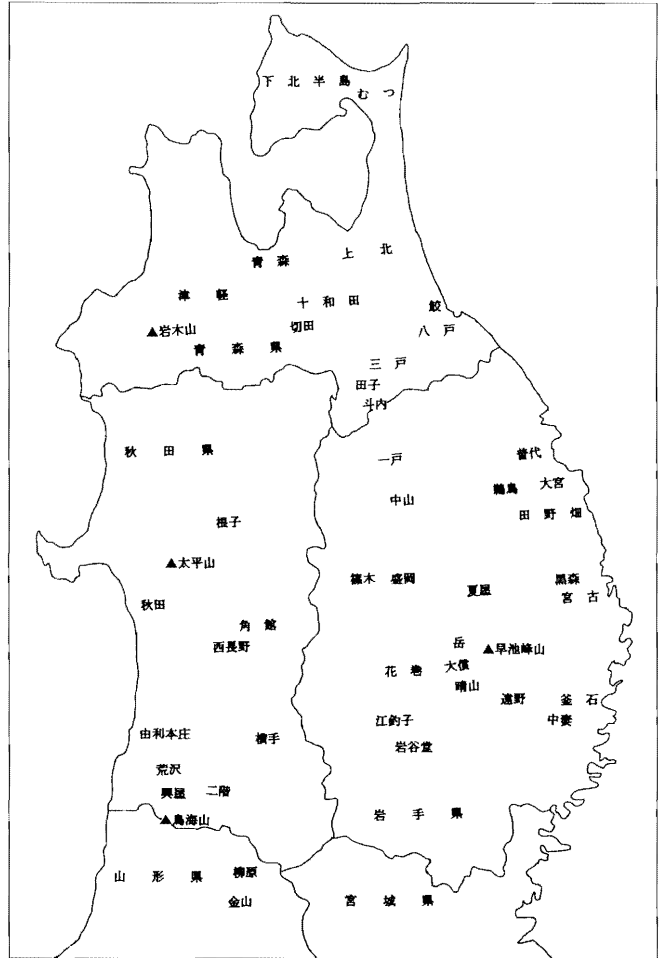 下北半島
むつ
青森
上北
津軽
十和田
鮫
▲岩木山
切田
八戸
青森県
三戸
田子
斗内
秋田県
一戸
普代
中山
鵜鳥
大宮
根子
田野畑
▲太平山
篠木
盛岡
夏屋
黒森
宮古
秋田
角館
西長野
岳
▲早池峰山
花巻
大償
晴山
遠野
釜石
江釣子
中妻
由利本庄
横手
岩谷堂
荒沢
興屋
二階
▲鳥海山
岩手県
山形県
柳原
金山
宮城県